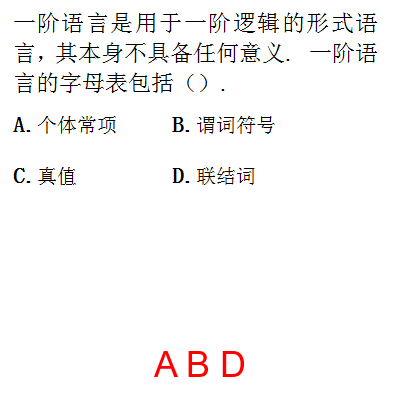 一阶语言是用于一阶逻辑的形式语
言，其本身不具备任何意义． 一阶语
言的字母表包括（）．
A. 个体常项 B. 谓词符号
C. 真值 D. 联结词
A B D